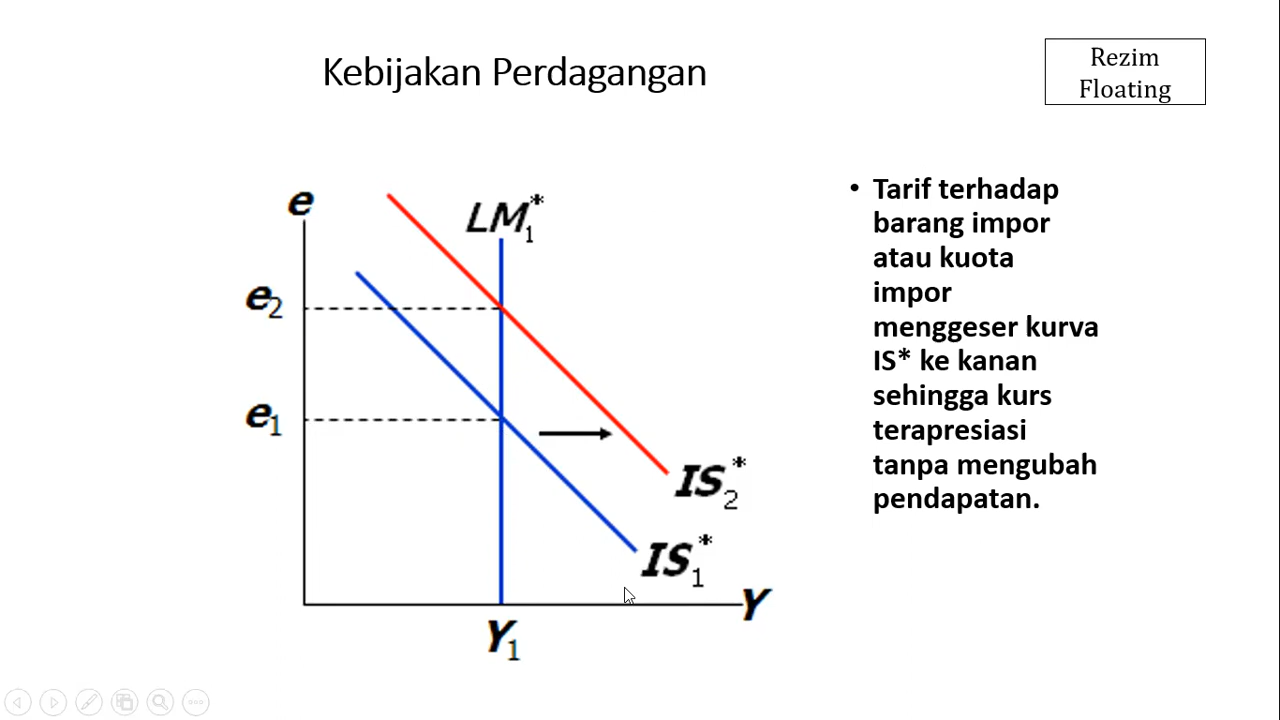 Kebijakan Perdagangan
Rezim
Floating
e
LM₁*
e₂
e₁
IS₂*
IS₁*
Y
Y₁
• Tarif terhadap
barang impor
atau kuota
impor
menggeser kurva
IS* ke kanan
sehingga kurs
terapresiasi
tanpa mengubah
pendapatan.